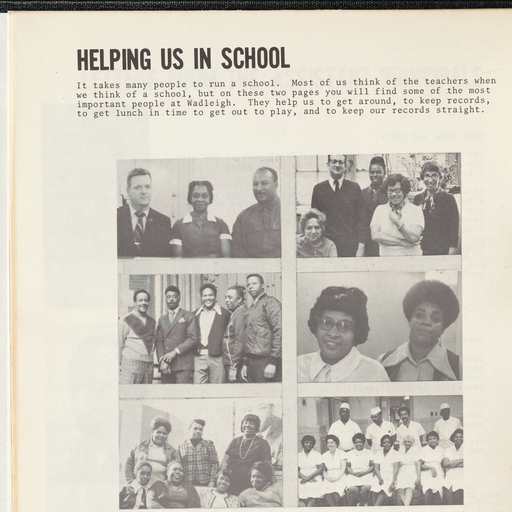 HELPING US IN SCHOOL
It takes many people to run a school. Most of us think of the teachers when
we think of a school, but on these two pages you will find some of the most
important people at Wadleigh. They help us to get around, to keep records,
to get lunch in time to get out to play, and to keep our records straight.